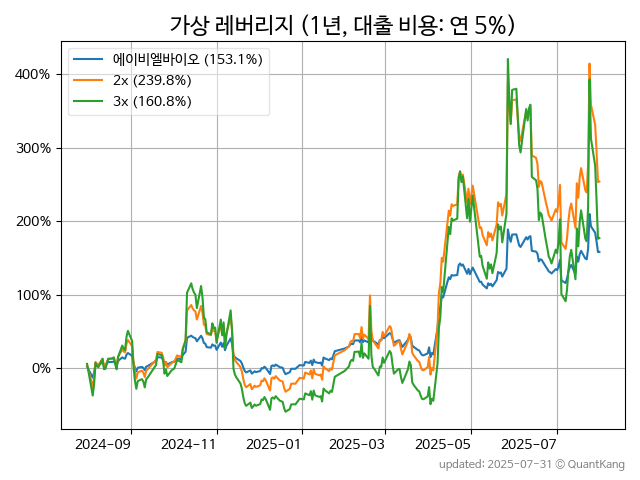 가상 레버리지 (1년, 대출 비용: 연 5%)
에이비엘바이오 (153.1%)
2x (239.8%)
3x (160.8%)
400%
300%
200%
100%
0%
2024-09
2024-11
2025-01
2025-03
2025-05
2025-07
updated: 2025-07-31 © QuantKang